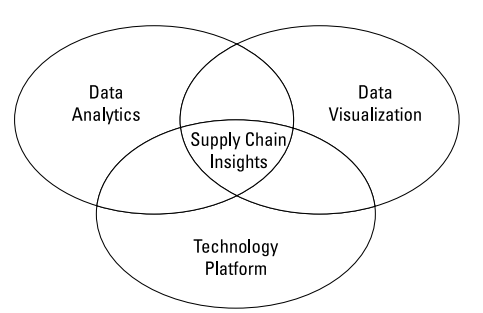 Data
Analytics
Data
Visualization
Supply Chain
Insights
Technology
Platform